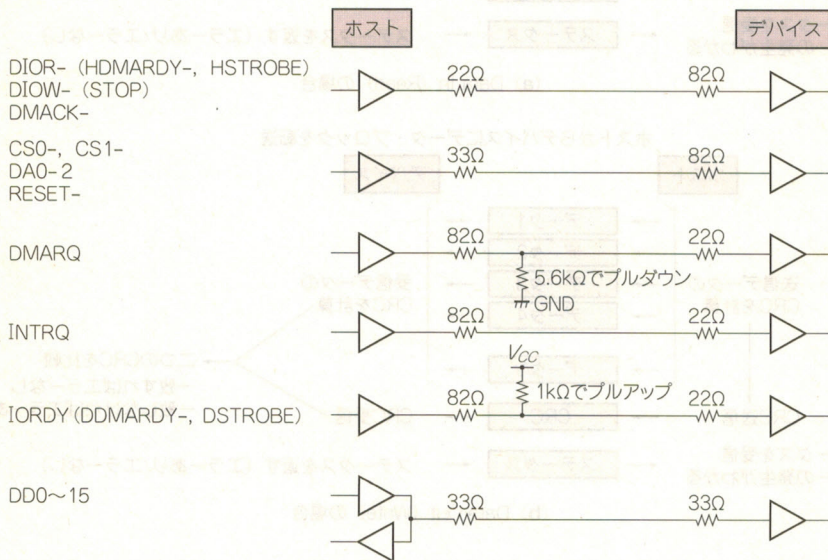 ホスト
デバイス
DIOR- (HDMARDY-, HSTROBE)
DIOW- (STOP)
DMACK-
22Ω
82Ω
CS0-, CS1-
DA0-2
RESET-
33Ω
82Ω
DMARQ
82Ω
22Ω
5.6kΩでプルダウン
GND
INTRQ
82Ω
22Ω
VCC
1kΩでプルアップ
IORDY (DDMARDY-, DSTROBE)
82Ω
22Ω
DD0～15
33Ω
33Ω